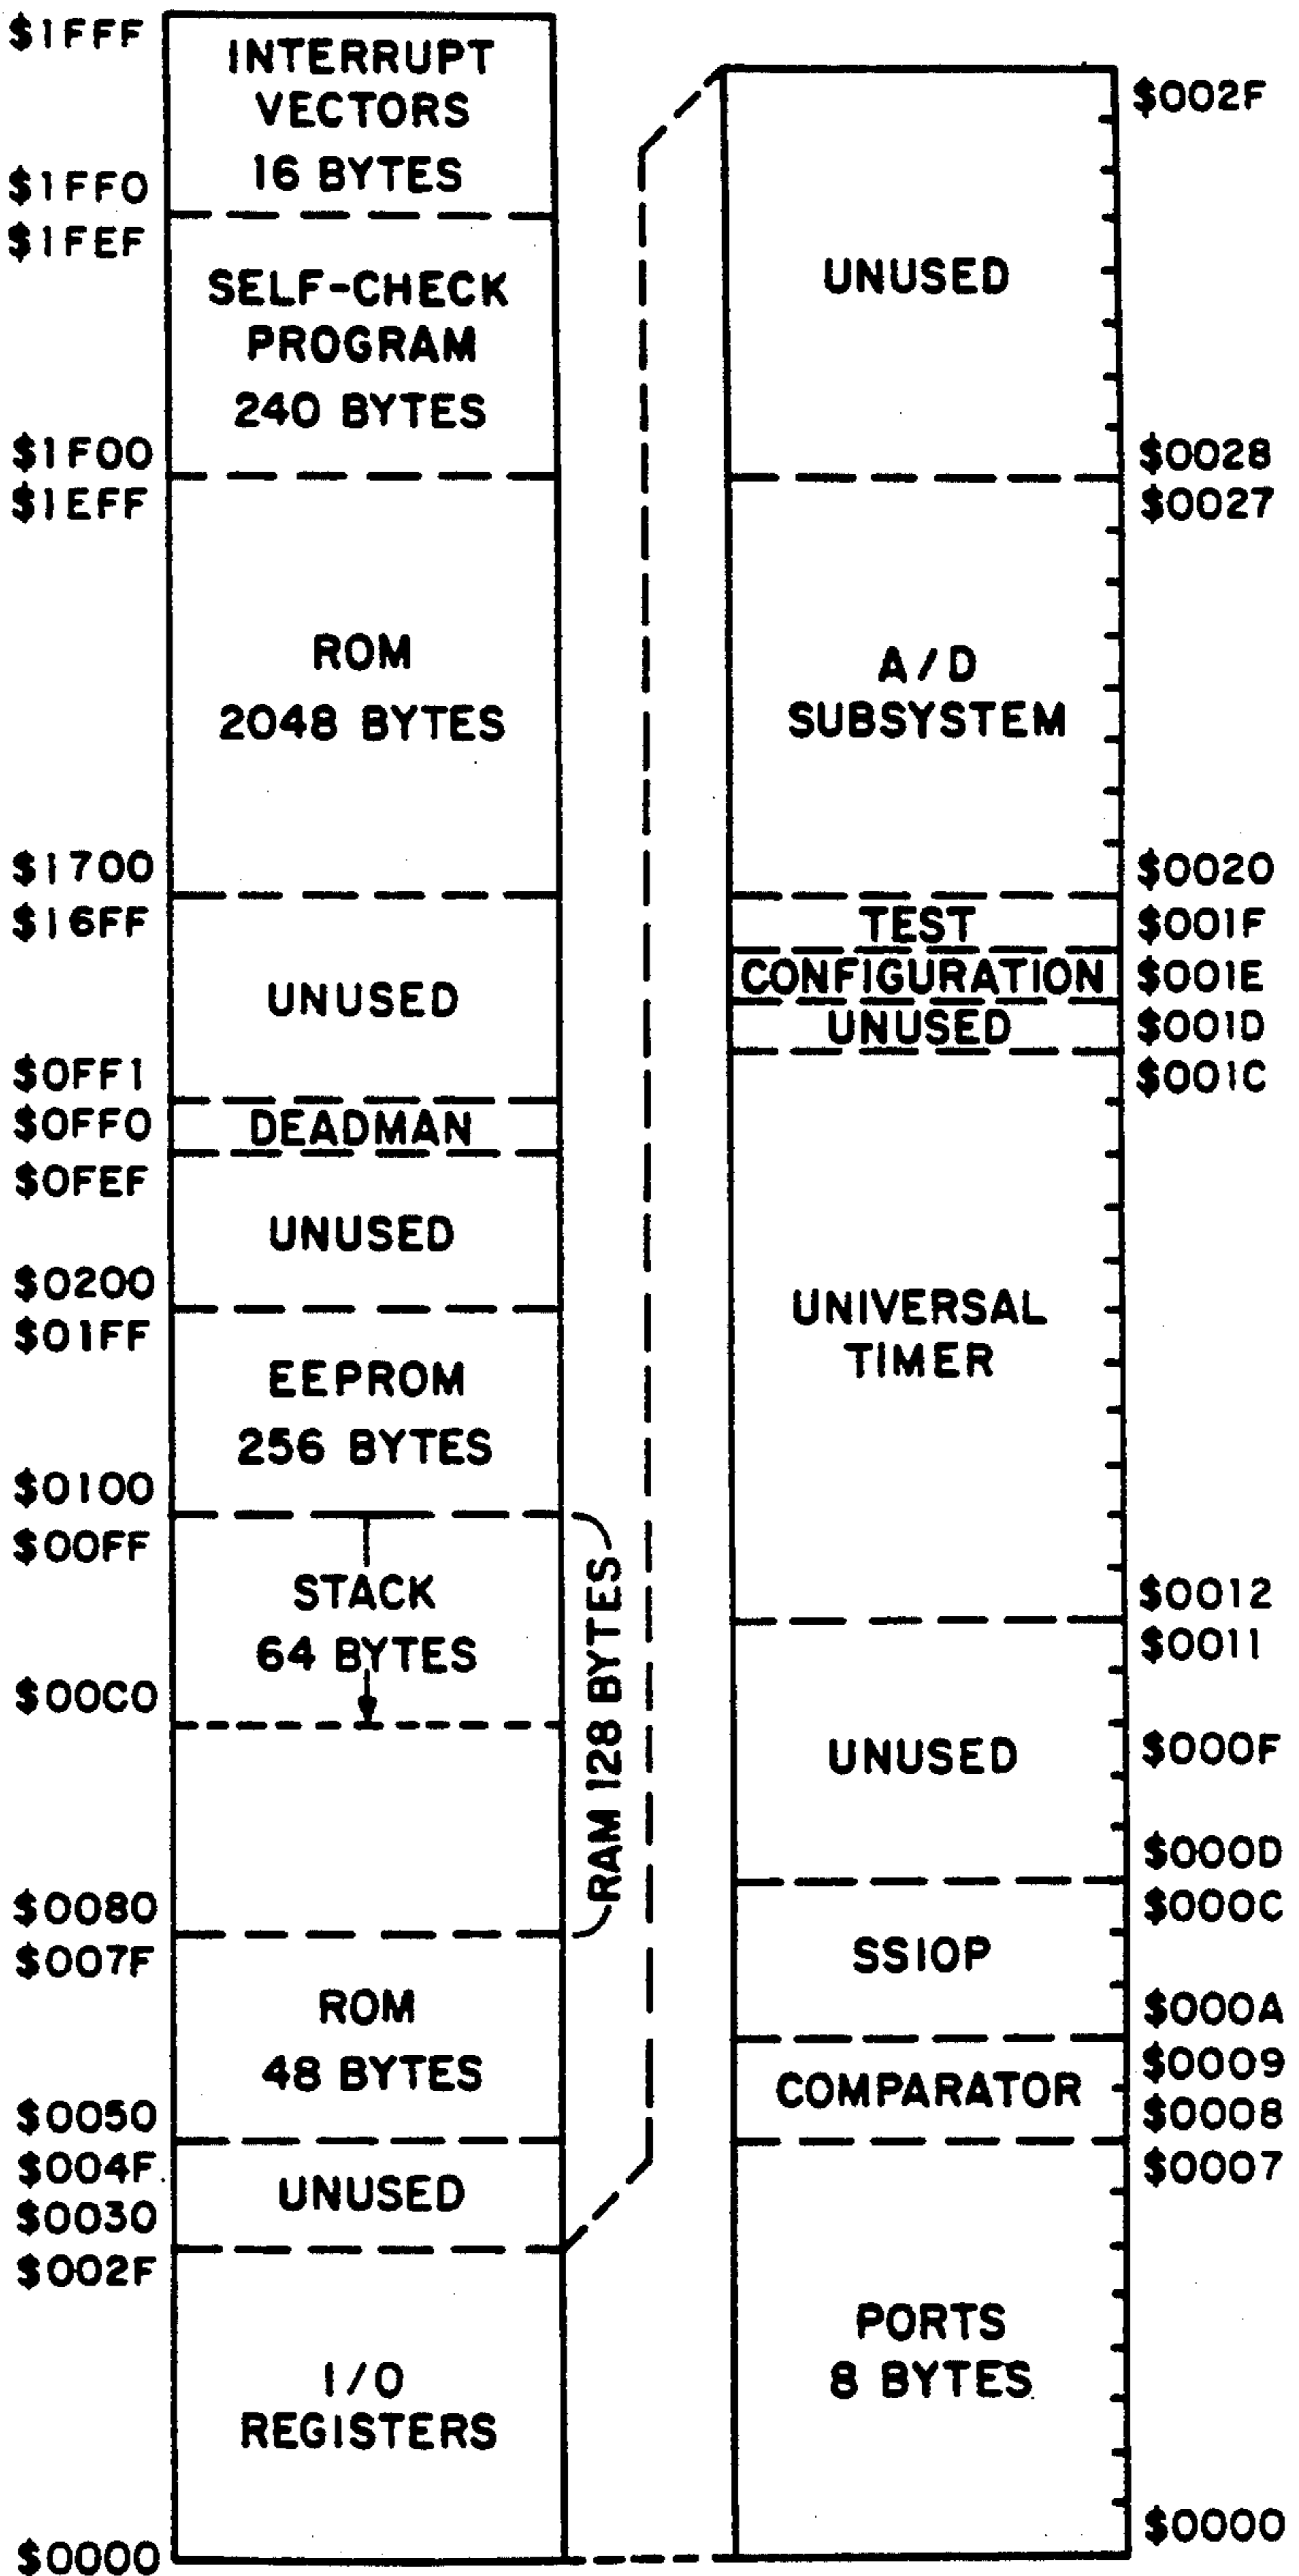 $1FFF
INTERRUPT
VECTORS
16 BYTES
$1FF0
$1FEF
SELF-CHECK
PROGRAM
240 BYTES
$1F00
$1EFF
ROM
2048 BYTES
$1700
$16FF
UNUSED
$0FF1
$0FF0
DEADMAN
$0FEF
UNUSED
$0200
$01FF
EEPROM
256 BYTES
$0100
$00FF
STACK
64 BYTES
$00C0
RAM 128 BYTES
$0080
$007F
ROM
48 BYTES
$0050
$004F
UNUSED
$0030
$002F
I/O
REGISTERS
$0000
$002F
UNUSED
$0028
$0027
A/D
SUBSYSTEM
$0020
TEST $001F
CONFIGURATION $001E
UNUSED $001D
$001C
UNIVERSAL
TIMER
$0012
$0011
UNUSED $000F
$000D
$000C
SSIOP
$000A
$0009
COMPARATOR
$0008
$0007
PORTS
8 BYTES
$0000